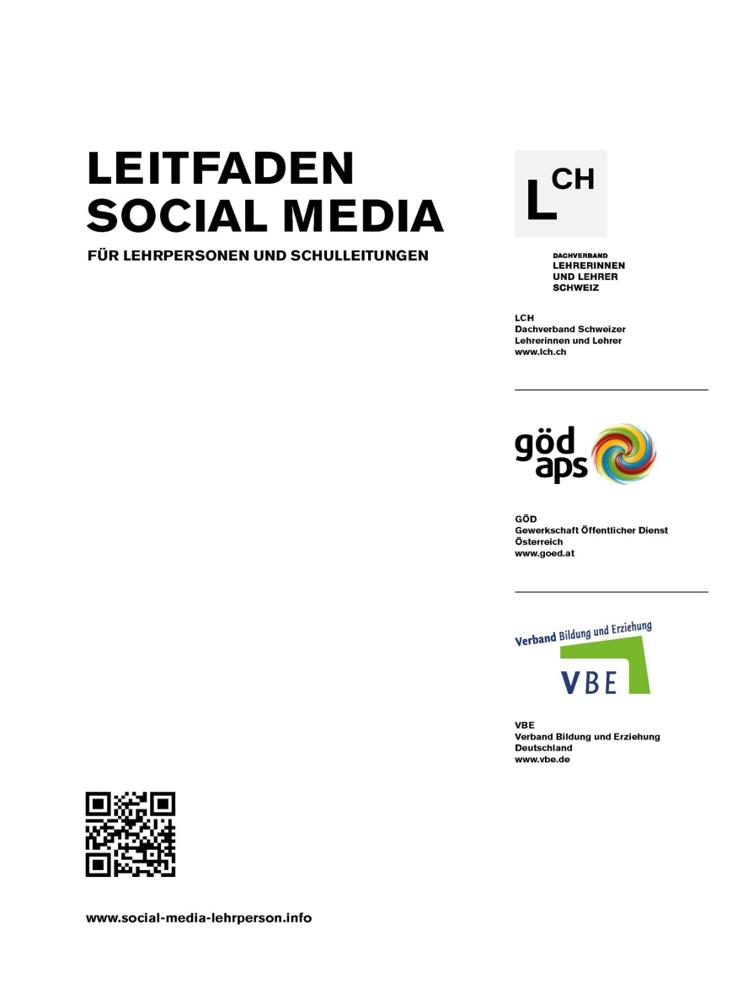 LEITFADEN
SOCIAL MEDIA
FÜR LEHRPERSONEN UND SCHULLEITUNGEN
LCH
DACHVERBAND
LEHRERINNEN
UND LEHRER
SCHWEIZ
LCH
Dachverband Schweizer
Lehrerinnen und Lehrer
www.lch.ch
göd
aps
GÖD
Gewerkschaft Öffentlicher Dienst
Österreich
www.goed.at
Verband Bildung und Erziehung
VBE
VBE
Verband Bildung und Erziehung
Deutschland
www.vbe.de
www.social-media-lehrperson.info